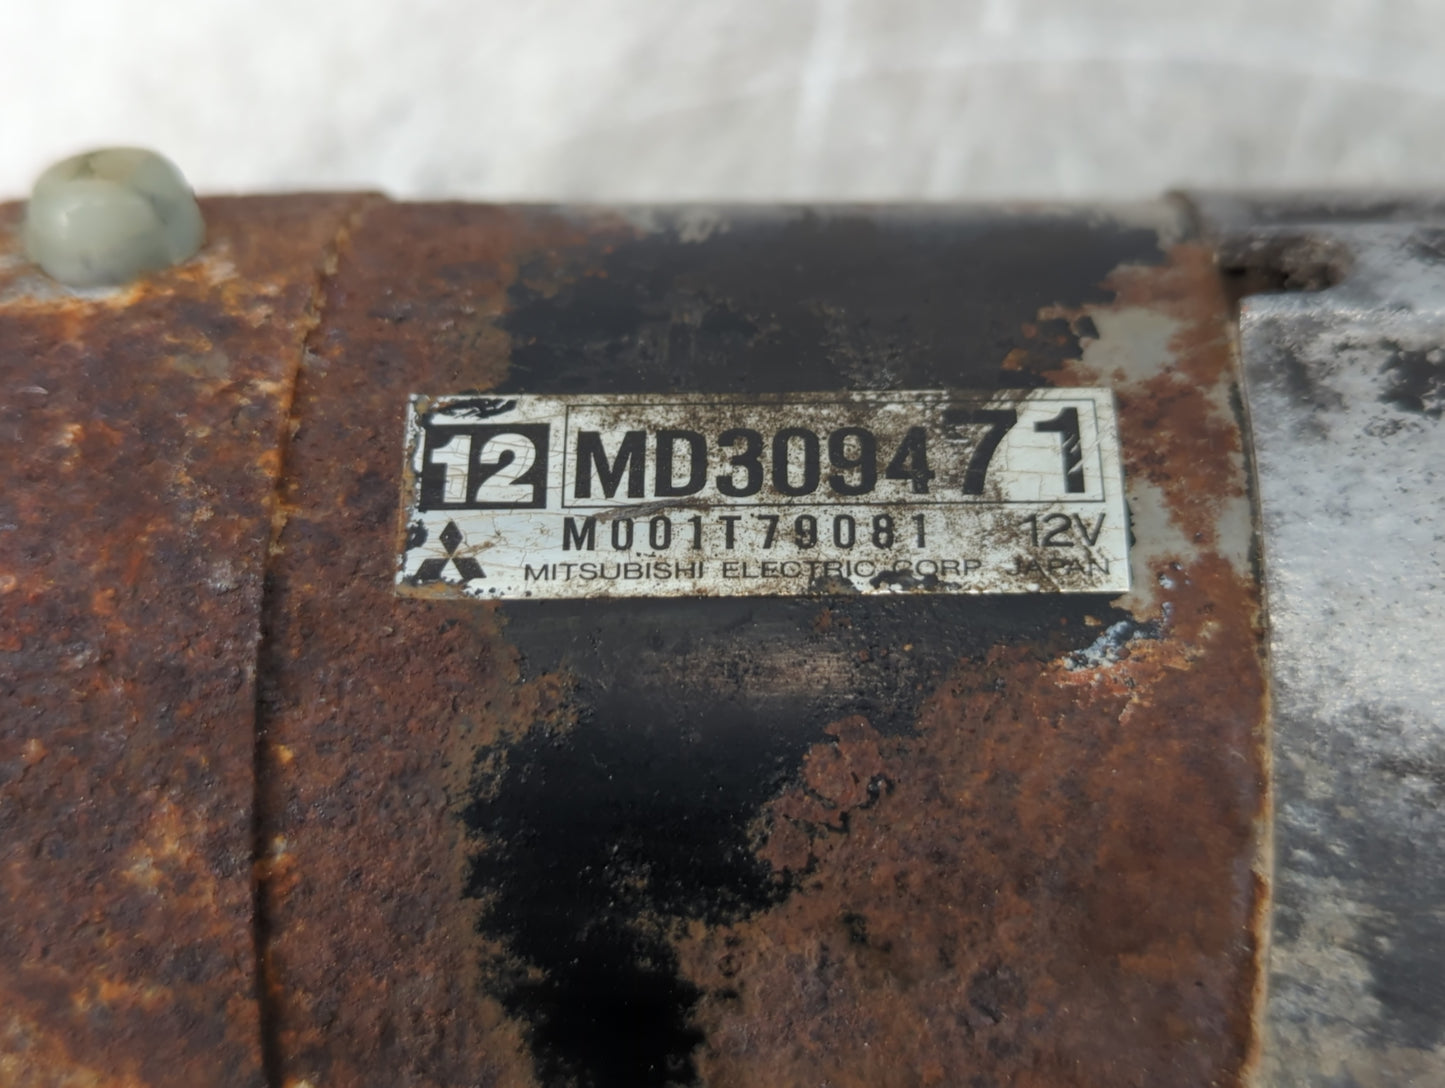 12 MD309471
M001T79081 12V
MITSUBISHI ELECTRIC CORP JAPAN